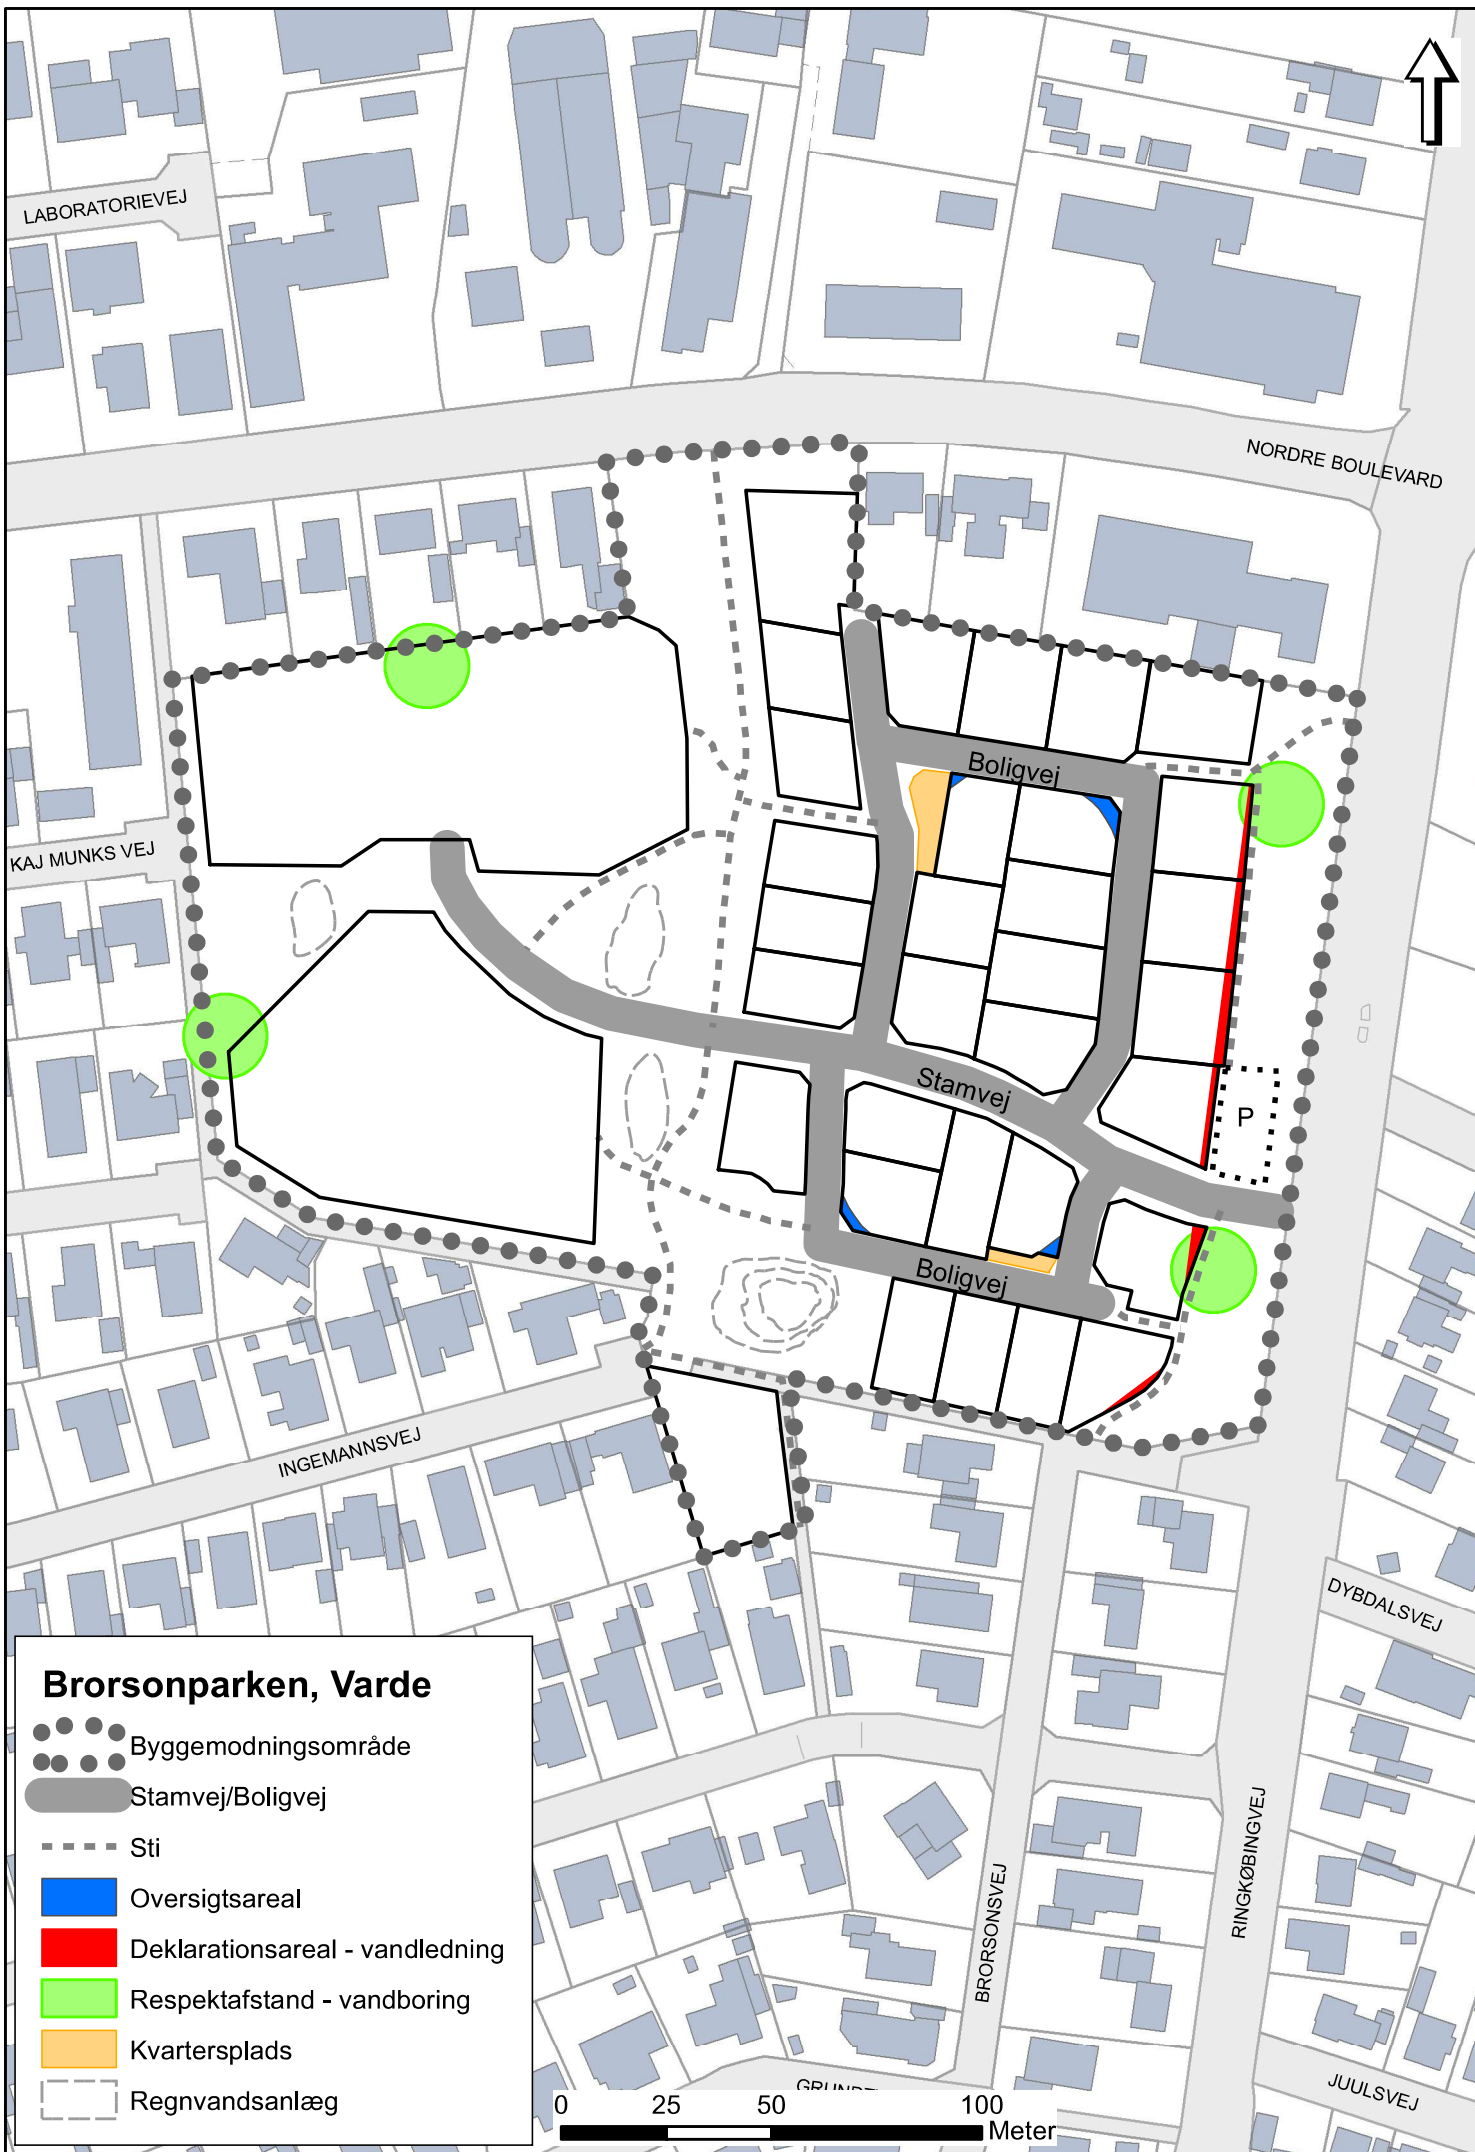 LABORATORIEVEJ
NORDRE BOULEVARD
Boligvej
KAJ MUNKS VEJ
Stamvej
P
Boligvej
INGEMANNSVEJ
DYBDALSVEJ
Brorsonparken, Varde
Byggemodningsområde
Stamvej/Boligvej
Sti
Oversigtsareal
Deklarationsareal - vandledning
Respektafstand - vandboring
Kvartersplads
Regnvandsanlæg
RINGKØBINGVEJ
BRORSONSVEJ
JUULSVEJ
0 25 50 100
Meter